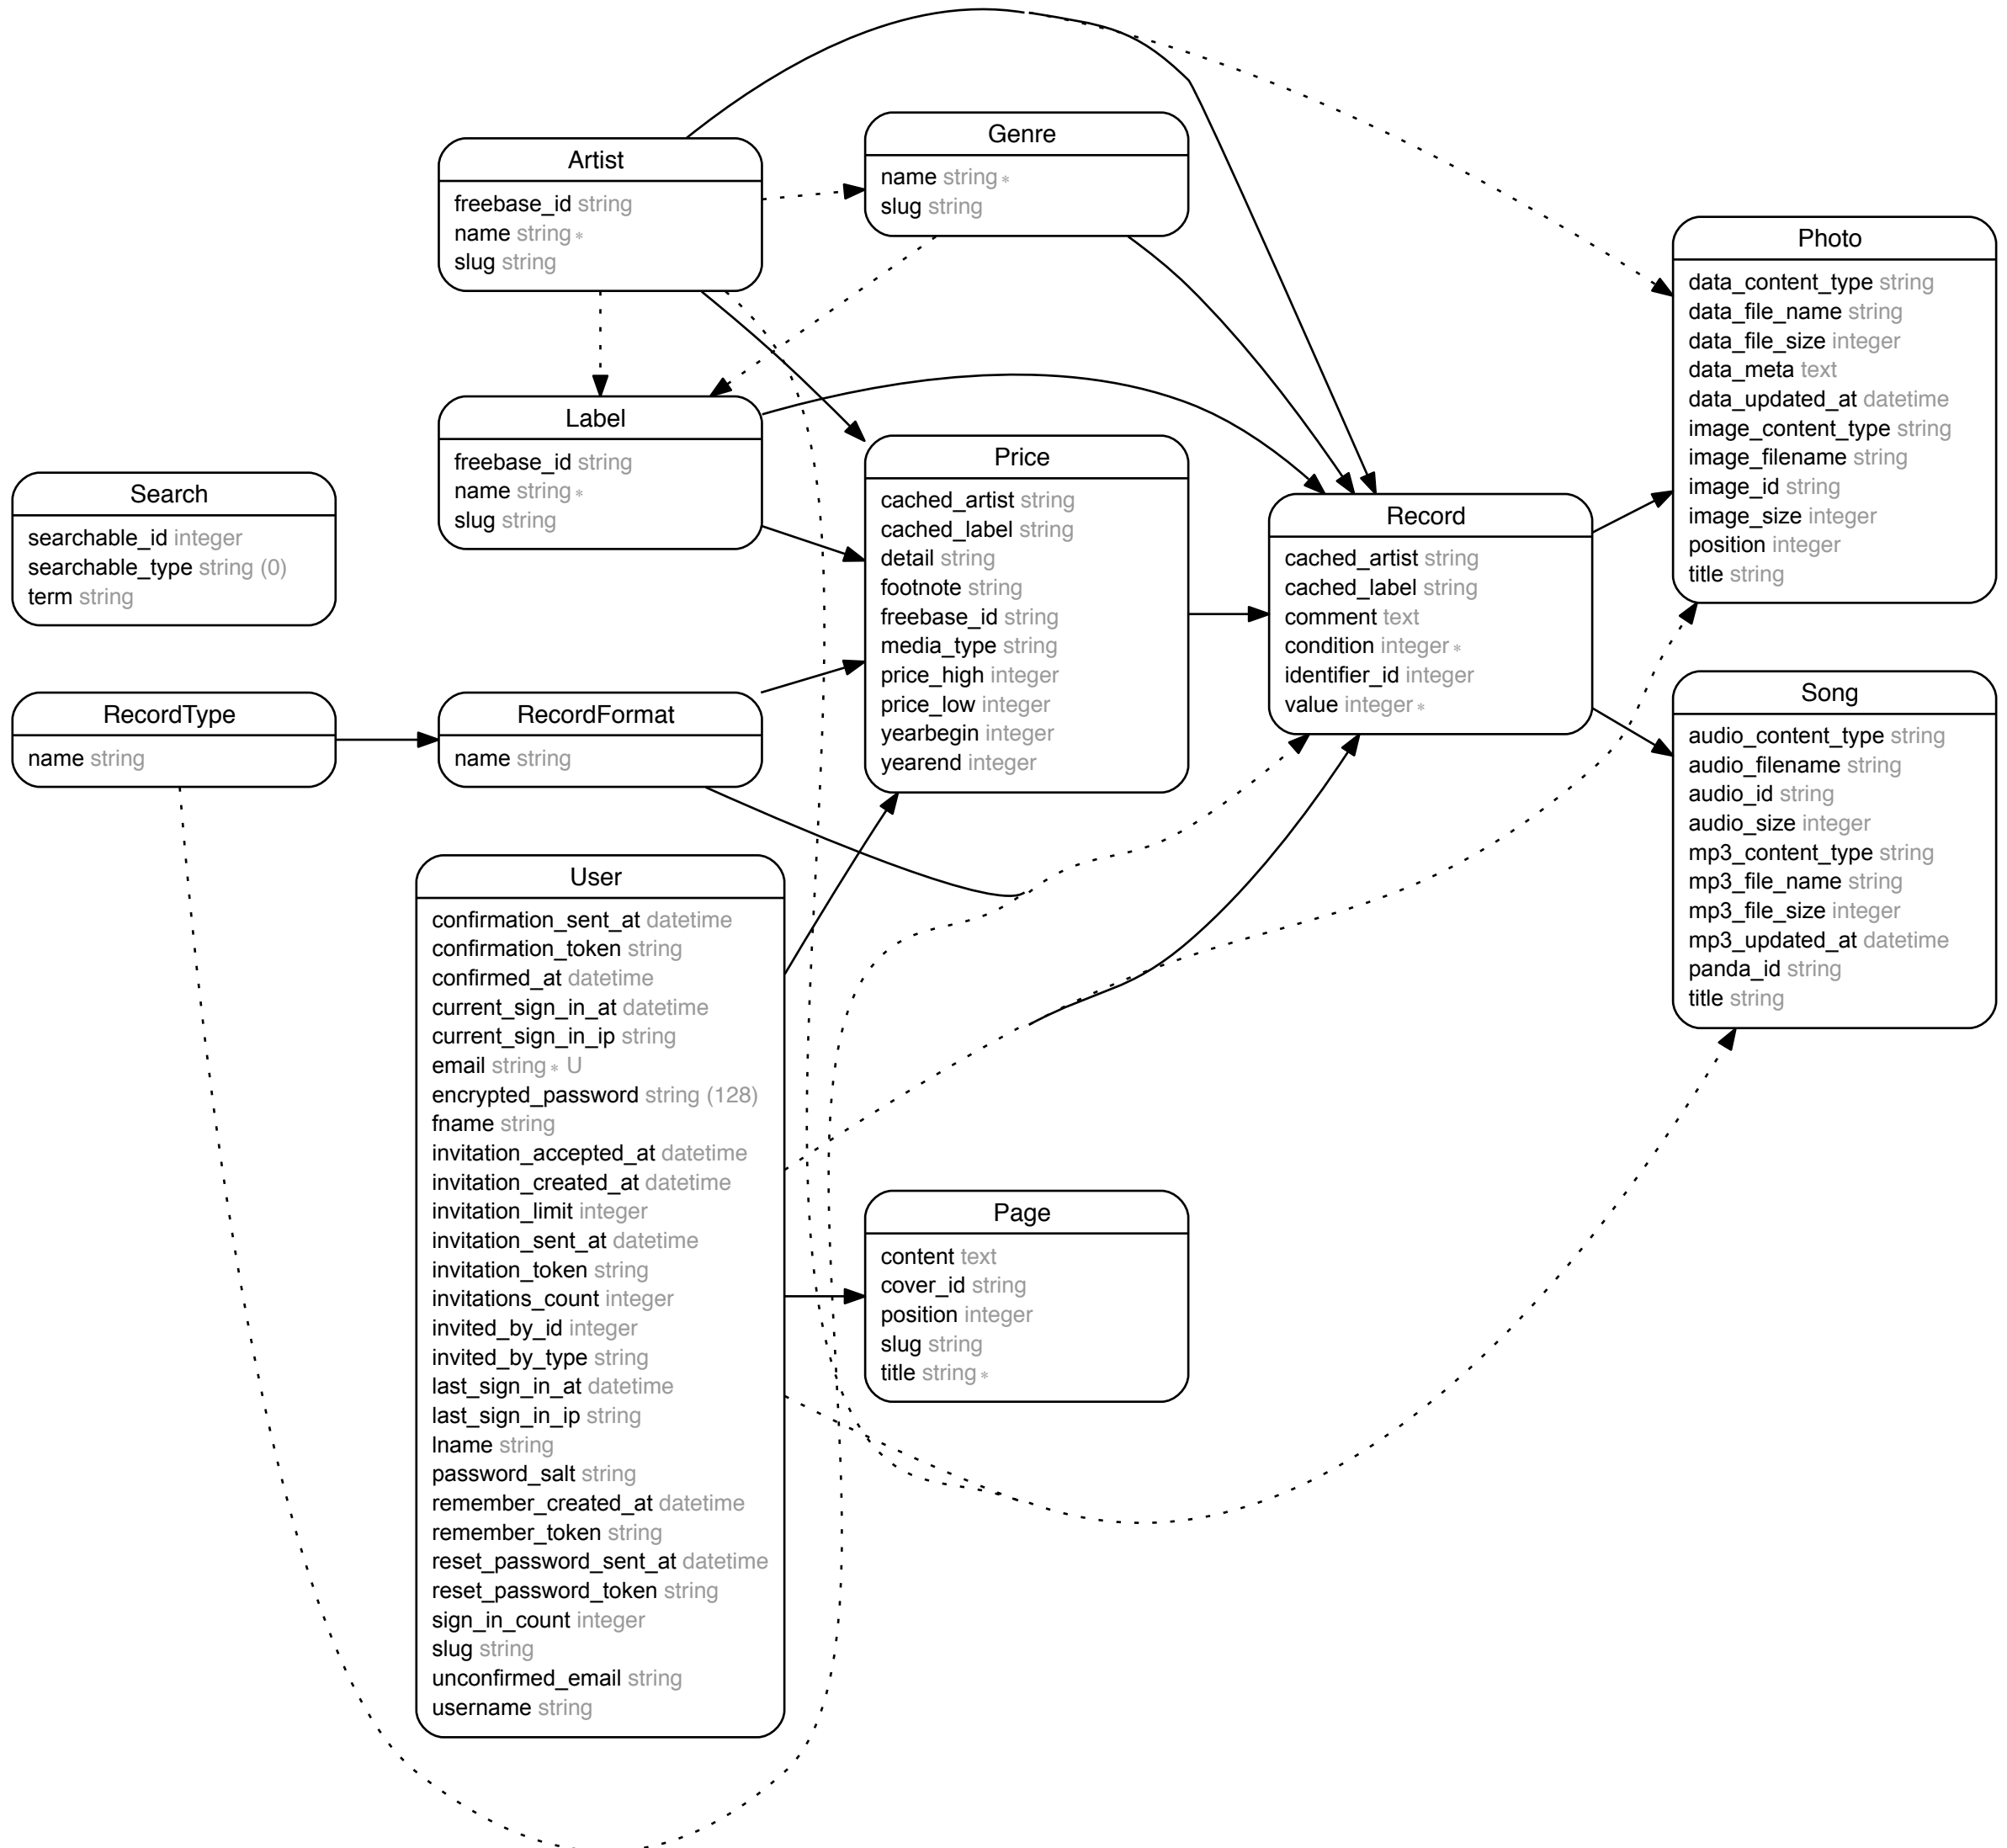 Artist
freebase_id string
name string *
slug string
Genre
name string *
slug string
Photo
data_content_type string
data_file_name string
data_file_size integer
data_meta text
data_updated_at datetime
image_content_type string
image_filename string
image_id string
image_size integer
position integer
title string
Label
freebase_id string
name string *
slug string
Search
searchable_id integer
searchable_type string (0)
term string
Price
cached_artist string
cached_label string
detail string
footnote string
freebase_id string
media_type string
price_high integer
price_low integer
yearbegin integer
yearend integer
Record
cached_artist string
cached_label string
comment text
condition integer *
identifier_id integer
value integer *
RecordType
name string
RecordFormat
name string
Song
audio_content_type string
audio_filename string
audio_id string
audio_size integer
mp3_content_type string
mp3_file_name string
mp3_file_size integer
mp3_updated_at datetime
panda_id string
title string
User
confirmation_sent_at datetime
confirmation_token string
confirmed_at datetime
current_sign_in_at datetime
current_sign_in_ip string
email string * U
encrypted_password string (128)
fname string
invitation_accepted_at datetime
invitation_created_at datetime
invitation_limit integer
invitation_sent_at datetime
invitation_token string
invitations_count integer
invited_by_id integer
invited_by_type string
last_sign_in_at datetime
last_sign_in_ip string
lname string
password_salt string
remember_created_at datetime
remember_token string
reset_password_sent_at datetime
reset_password_token string
sign_in_count integer
slug string
unconfirmed_email string
username string
Page
content text
cover_id string
position integer
slug string
title string *